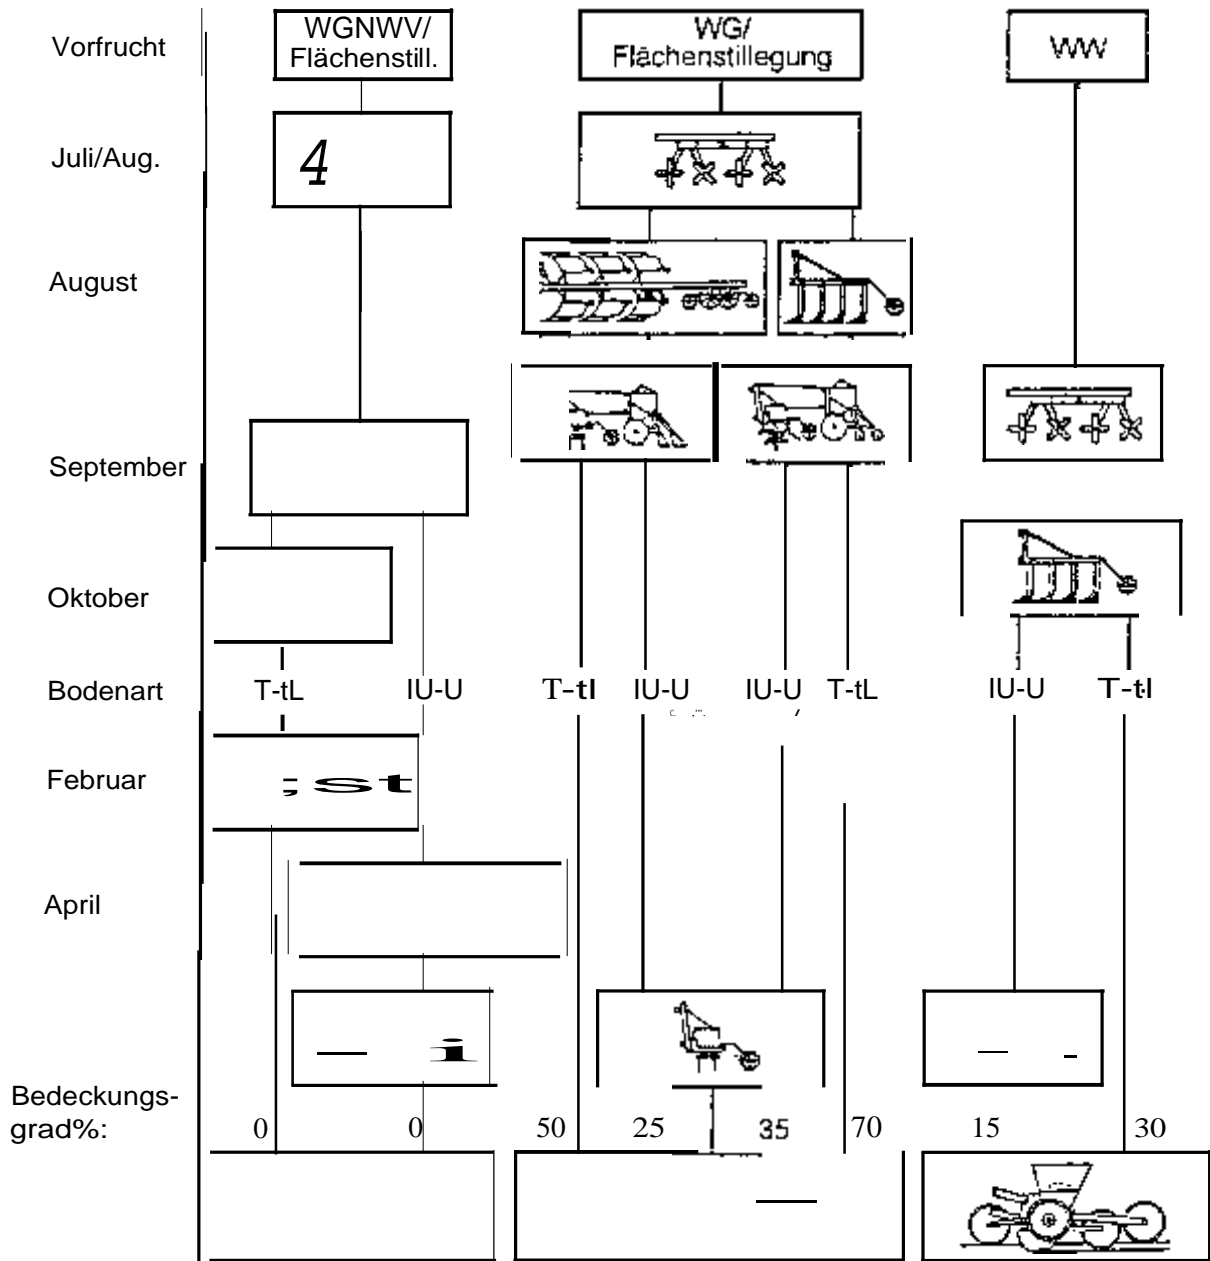 Vorfrucht
WGNWV/
Flächenstill.
WG/
Flächenstillegung
WW
Juli/Aug.
4
August
September
Oktober
Bodenart
T-tL
IU-U
T-tl
IU-U
IU-U
T-tL
IU-U
T-tl
Februar
; st
April
i
Bedeckungs-
grad%:
0
0
50
25
35
70
15
30